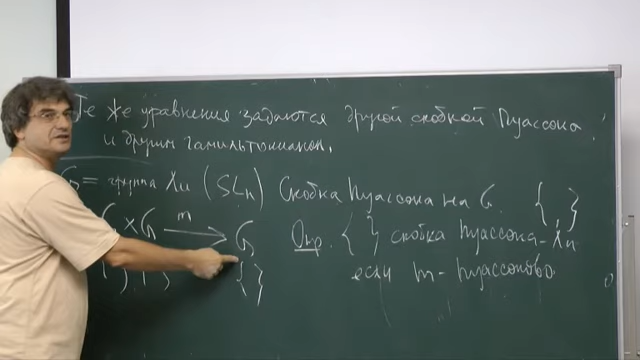 Те же уравнения задаются другой скобкой Пуассона
и другим гамильтонианом.
G = группа Ли (SLn) Скобка Пуассона на G. { , }
G × G m → G Опр. { } скобка Пуассона-Ли
{ } { } { } если m - пуассоново